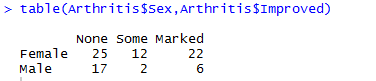 > table(Arthritis$Sex,Arthritis$Improved)
None Some Marked
Female 25 12 22
Male 17 2 6